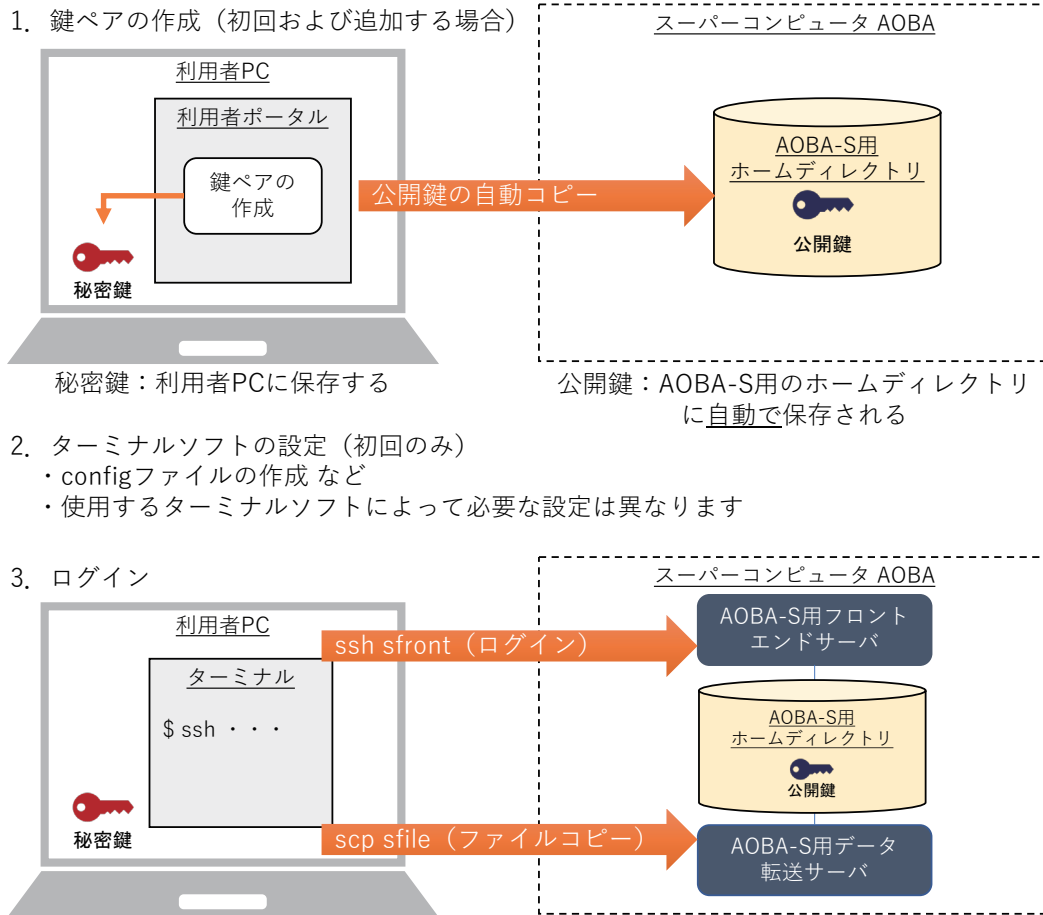 1．鍵ペアの作成（初回および追加する場合）
スーパーコンピュータ AOBA
利用者PC
利用者ポータル
鍵ペアの
作成
秘密鍵
公開鍵の自動コピー
AOBA-S用
ホームディレクトリ
公開鍵
秘密鍵：利用者PCに保存する
公開鍵：AOBA-S用のホームディレクトリ
に自動で保存される
2．ターミナルソフトの設定（初回のみ）
・configファイルの作成 など
・使用するターミナルソフトによって必要な設定は異なります
3．ログイン
スーパーコンピュータ AOBA
利用者PC
ターミナル
$ ssh ・・・
秘密鍵
ssh sfront（ログイン）
scp sfile（ファイルコピー）
AOBA-S用フロント
エンドサーバ
AOBA-S用
ホームディレクトリ
公開鍵
AOBA-S用データ
転送サーバ